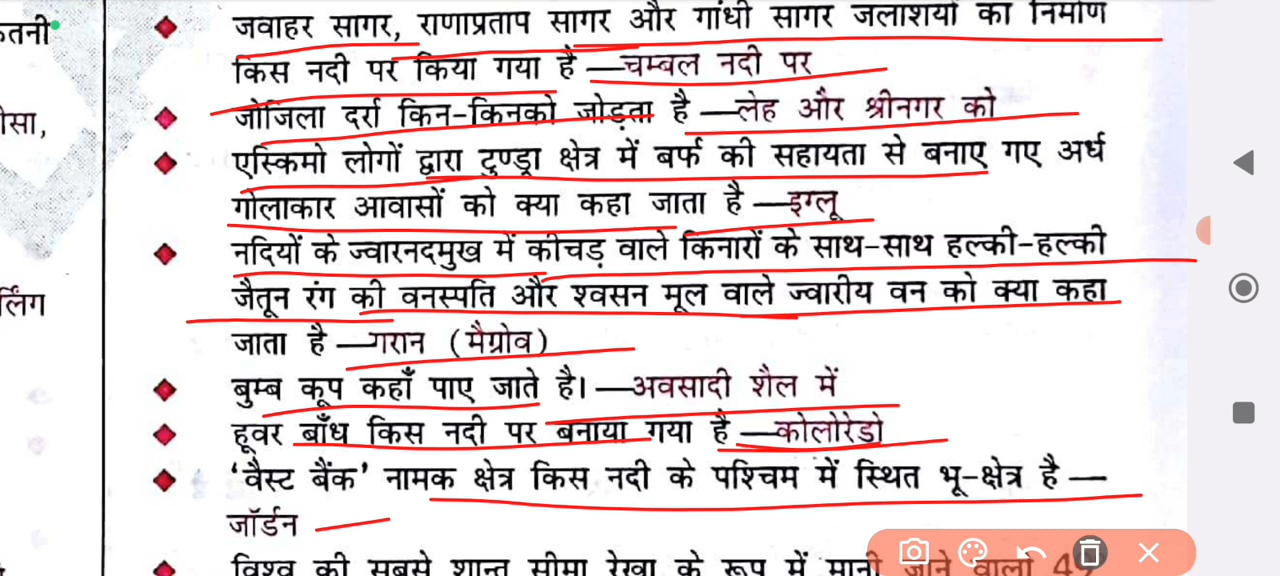 जवाहर सागर, राणाप्रताप सागर और गांधी सागर जलाशयों का निर्माण
किस नदी पर किया गया है —चम्बल नदी पर
जोजिला दर्रा किन-किनको जोड़ता है —लेह और श्रीनगर को
एस्किमो लोगों द्वारा टुण्ड्रा क्षेत्र में बर्फ की सहायता से बनाए गए अर्ध
गोलाकार आवासों को क्या कहा जाता है —इग्लू
नदियों के ज्वारनदमुख में कीचड़ वाले किनारों के साथ-साथ हल्की-हल्की
जैतून रंग की वनस्पति और श्वसन मूल वाले ज्वारीय वन को क्या कहा
जाता है —गरान (मैग्रोव)
बुम्ब कूप कहाँ पाए जाते है। —अवसादी शैल में
हूवर बाँध किस नदी पर बनाया गया है —कोलोरेडो
‘वैस्ट बैंक’ नामक क्षेत्र किस नदी के पश्चिम में स्थित भू-क्षेत्र है —
जॉर्डन
विश्व की सबसे शान्त सीमा रेखा के रूप में मानी जाने वाली